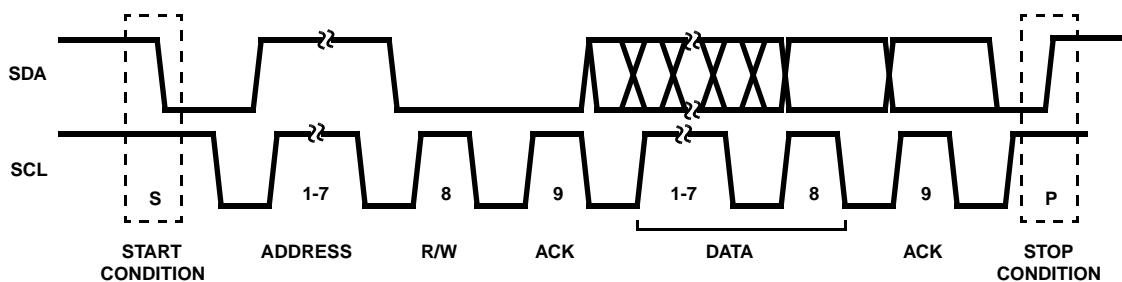 SDA
SCL
S
1-7
8
9
1-7
8
9
P
START
CONDITION
ADDRESS
R/W
ACK
DATA
ACK
STOP
CONDITION